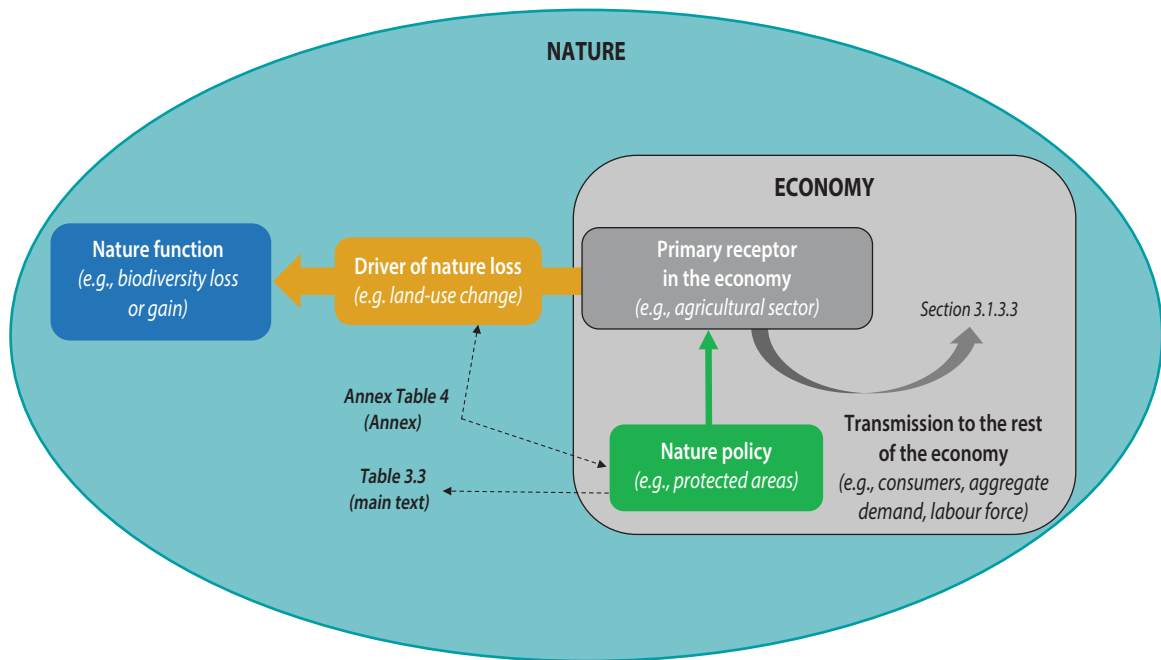 NATURE
ECONOMY
Nature function
(e.g., biodiversity loss
or gain)
Driver of nature loss
(e.g. land-use change)
Primary receptor
in the economy
(e.g., agricultural sector)
Section 3.1.3.3
Annex Table 4
(Annex)
Table 3.3
(main text)
Nature policy
(e.g., protected areas)
Transmission to the rest
of the economy
(e.g., consumers, aggregate
demand, labour force)